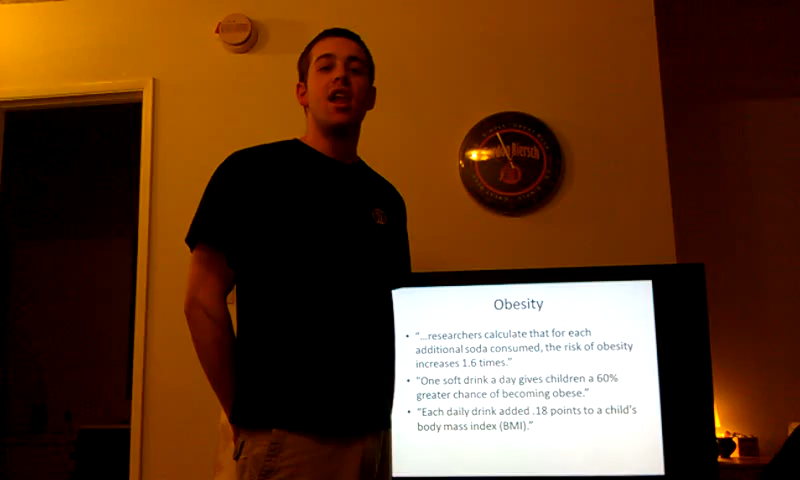 Gordon Biersch
Obesity
• "...researchers calculate that for each
additional soda consumed, the risk of obesity
increases 1.6 times."
• "One soft drink a day gives children a 60%
greater chance of becoming obese."
• "Each daily drink added .18 points to a child's
body mass index (BMI)."